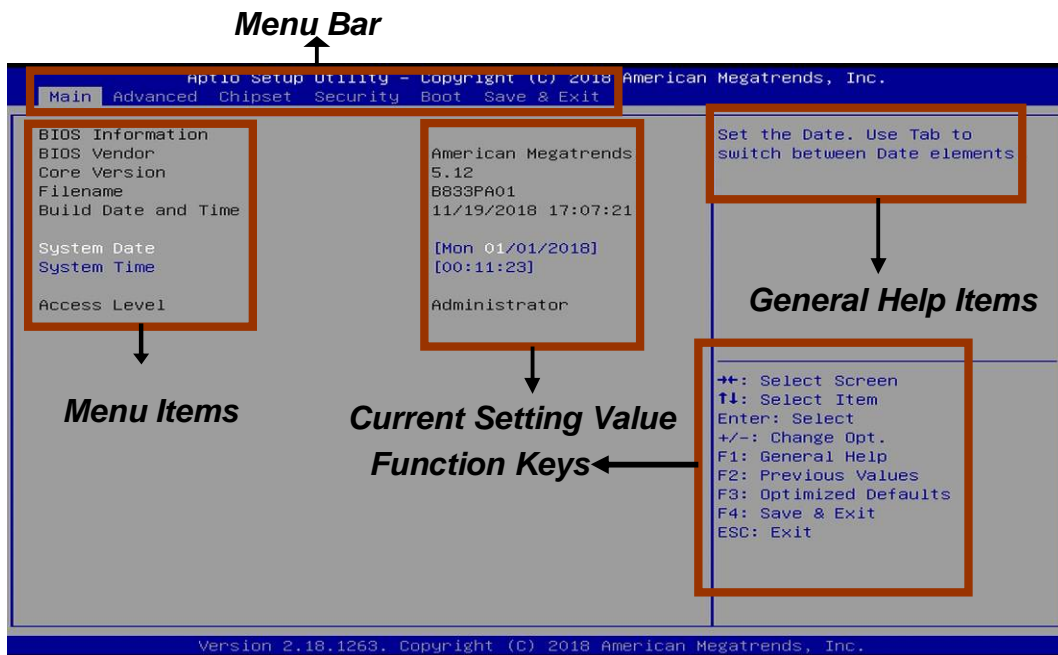 Menu Bar
Aptio Setup Utility – Copyright (C) 2018 American Megatrends, Inc.
Main Advanced Chipset Security Boot Save & Exit
BIOS Information
BIOS Vendor American Megatrends
Core Version 5.12
Filename B833PA01
Build Date and Time 11/19/2018 17:07:21
System Date [Mon 01/01/2018]
System Time [00:11:23]
Access Level Administrator
Set the Date. Use Tab to
switch between Date elements
General Help Items
Menu Items
Current Setting Value
Function Keys
→←: Select Screen
↑↓: Select Item
Enter: Select
+/-: Change Opt.
F1: General Help
F2: Previous Values
F3: Optimized Defaults
F4: Save & Exit
ESC: Exit
Version 2.18.1263. Copyright (C) 2018 American Megatrends, Inc.